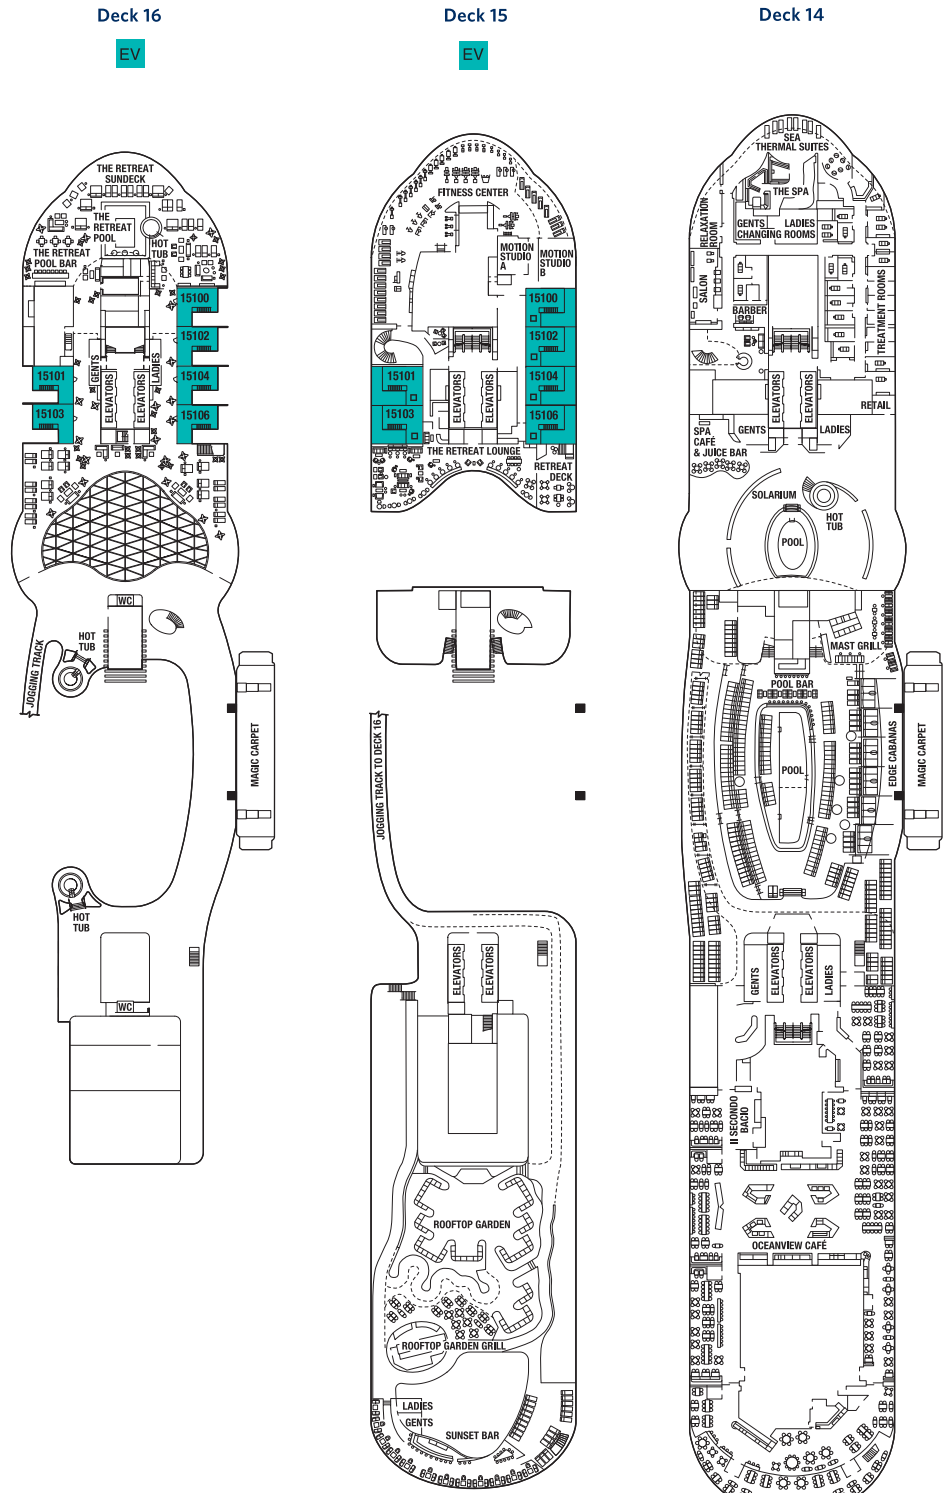 Deck 16
EV
THE RETREAT
SUNDECK
THE
RETREAT
POOL
HOT
TUB
THE RETREAT
POOL BAR
15100
15102
15101
15104
15103
15106
GENTS
LADIES
ELEVATORS
ELEVATORS
WC
HOT
TUB
JOGGING TRACK
MAGIC CARPET
HOT
TUB
WC
Deck 15
EV
FITNESS CENTER
MOTION
STUDIO
A
MOTION
STUDIO
B
15100
15102
15101
15104
15103
15106
ELEVATORS
ELEVATORS
THE RETREAT LOUNGE
RETREAT
DECK
JOGGING TRACK TO DECK 16
ELEVATORS
ELEVATORS
ROOFTOP GARDEN
ROOFTOP GARDEN GRILL
LADIES
GENTS
SUNSET BAR
Deck 14
SEA
THERMAL SUITES
THE SPA
RELAXATION
ROOM
GENTS
LADIES
CHANGING ROOMS
SALON
BARBER
TREATMENT ROOMS
ELEVATORS
ELEVATORS
RETAIL
GENTS
LADIES
SPA
CAFÉ
& JUICE BAR
SOLARIUM
HOT
TUB
POOL
MAST GRILL
POOL BAR
POOL
EDGE CABANAS
MAGIC CARPET
GENTS
ELEVATORS
ELEVATORS
LADIES
Il SECONDO
BACIO
OCEANVIEW CAFÉ